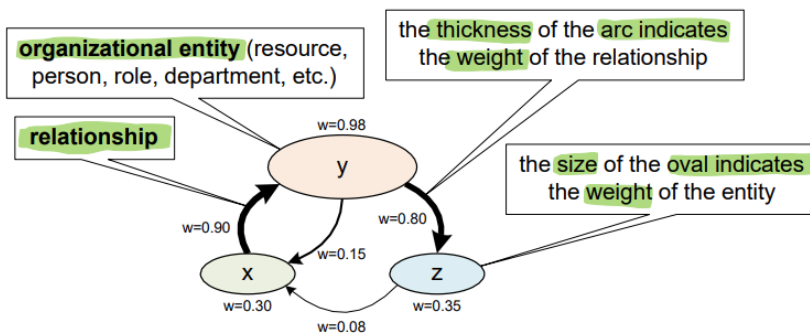 organizational entity (resource,
person, role, department, etc.)
the thickness of the arc indicates
the weight of the relationship
relationship
w=0.98
y
the size of the oval indicates
the weight of the entity
w=0.90
w=0.80
w=0.15
x
z
w=0.30
w=0.35
w=0.08